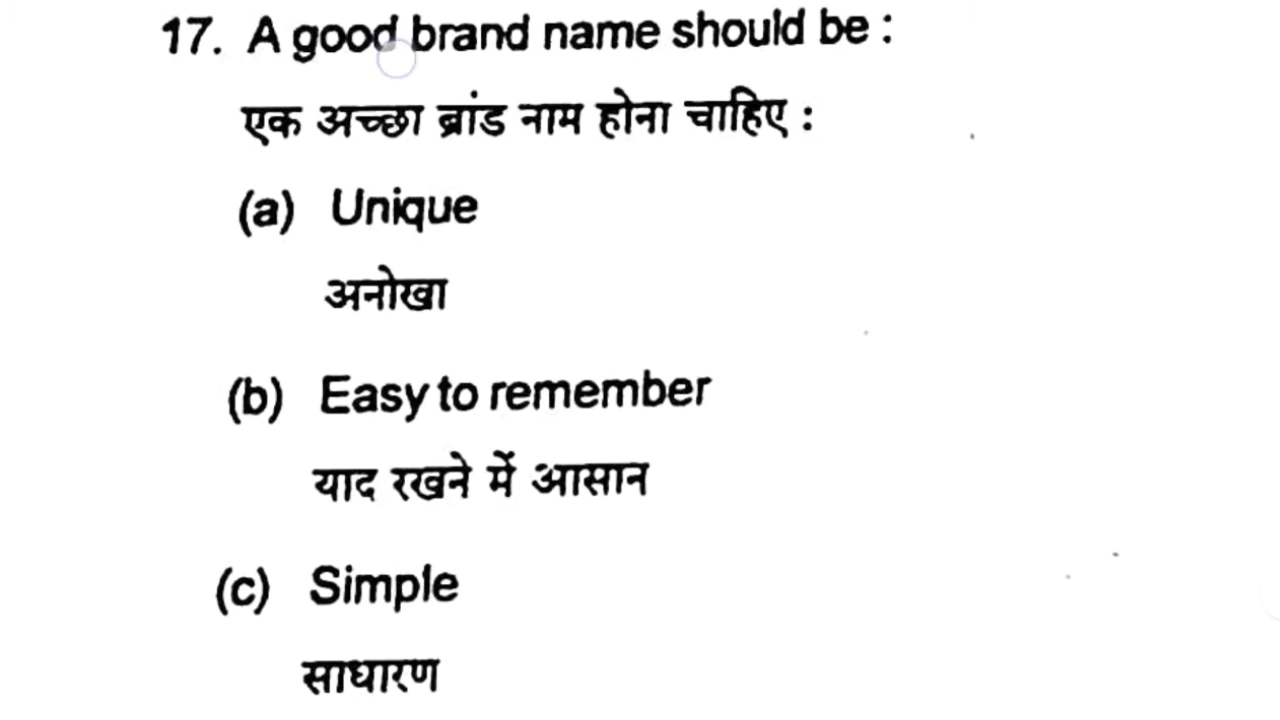 17. A good brand name should be :
एक अच्छा ब्रांड नाम होना चाहिए :
(a) Unique
अनोखा
(b) Easy to remember
याद रखने में आसान
(c) Simple
साधारण